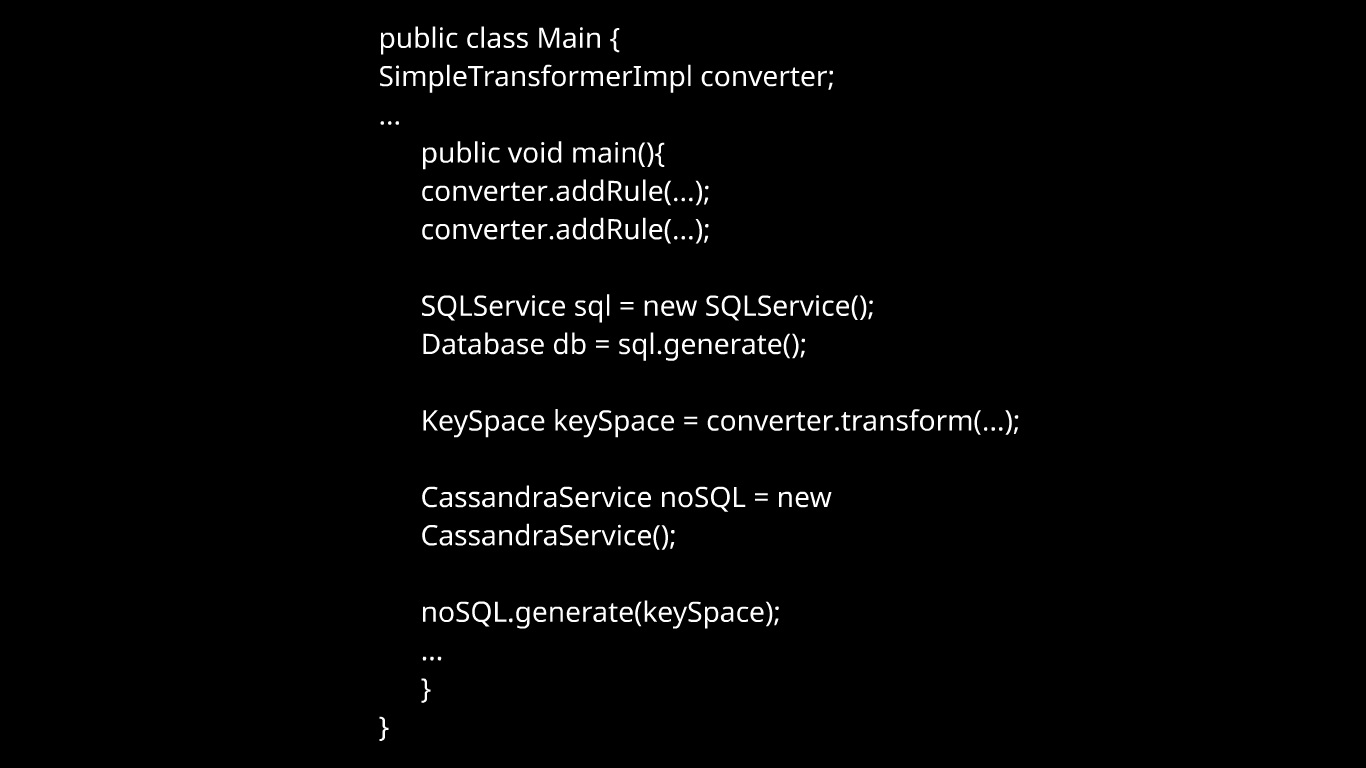 public class Main {
SimpleTransformerImpl converter;
...
public void main(){
converter.addRule(...);
converter.addRule(...);
SQLService sql = new SQLService();
Database db = sql.generate();
KeySpace keySpace = converter.transform(...);
CassandraService noSQL = new
CassandraService();
noSQL.generate(keySpace);
...
}
}